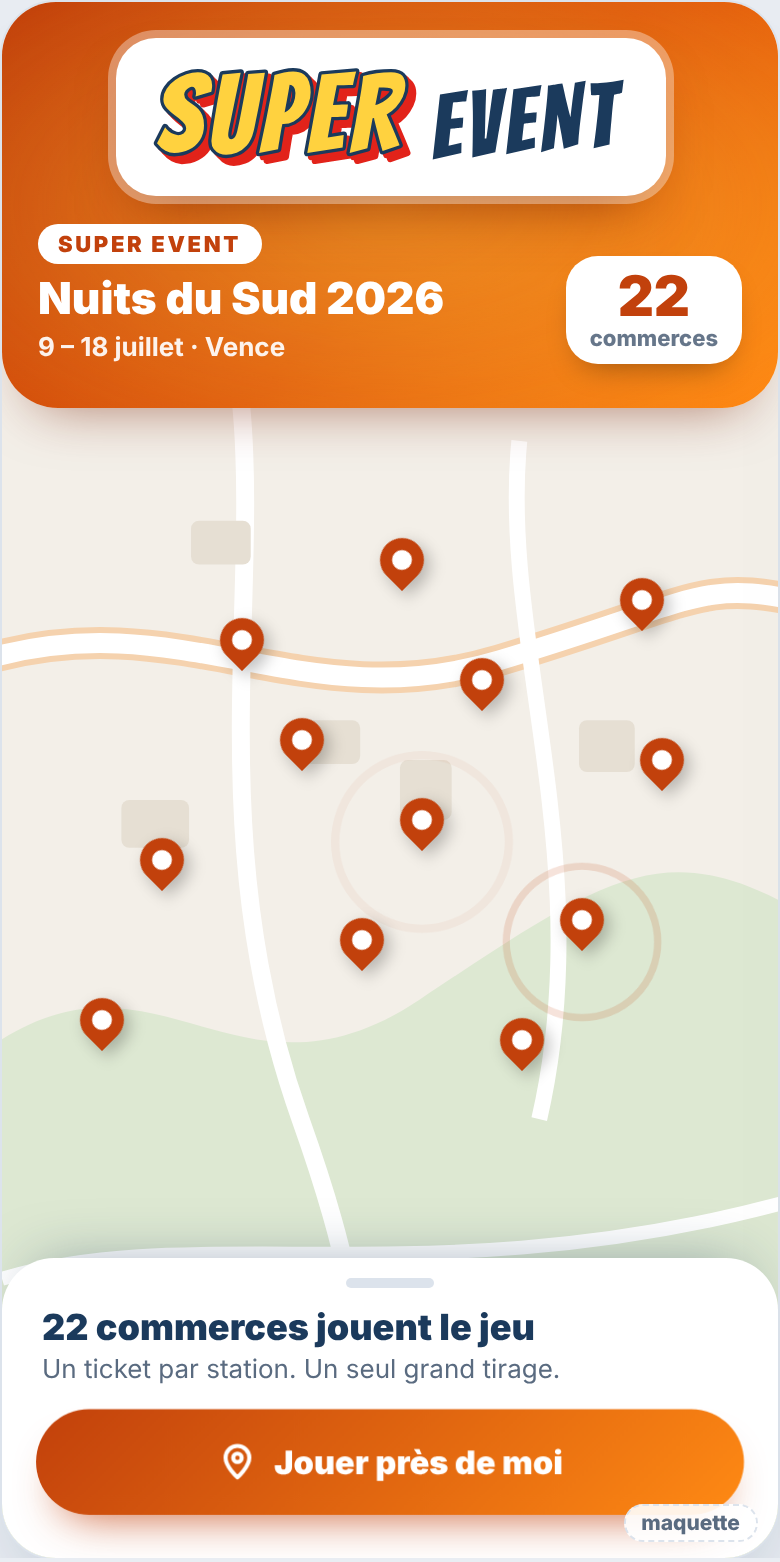 SUPER EVENT
SUPER EVENT
Nuits du Sud 2026
9 – 18 juillet · Vence
22
commerces
22 commerces jouent le jeu
Un ticket par station. Un seul grand tirage.
Jouer près de moi
maquette